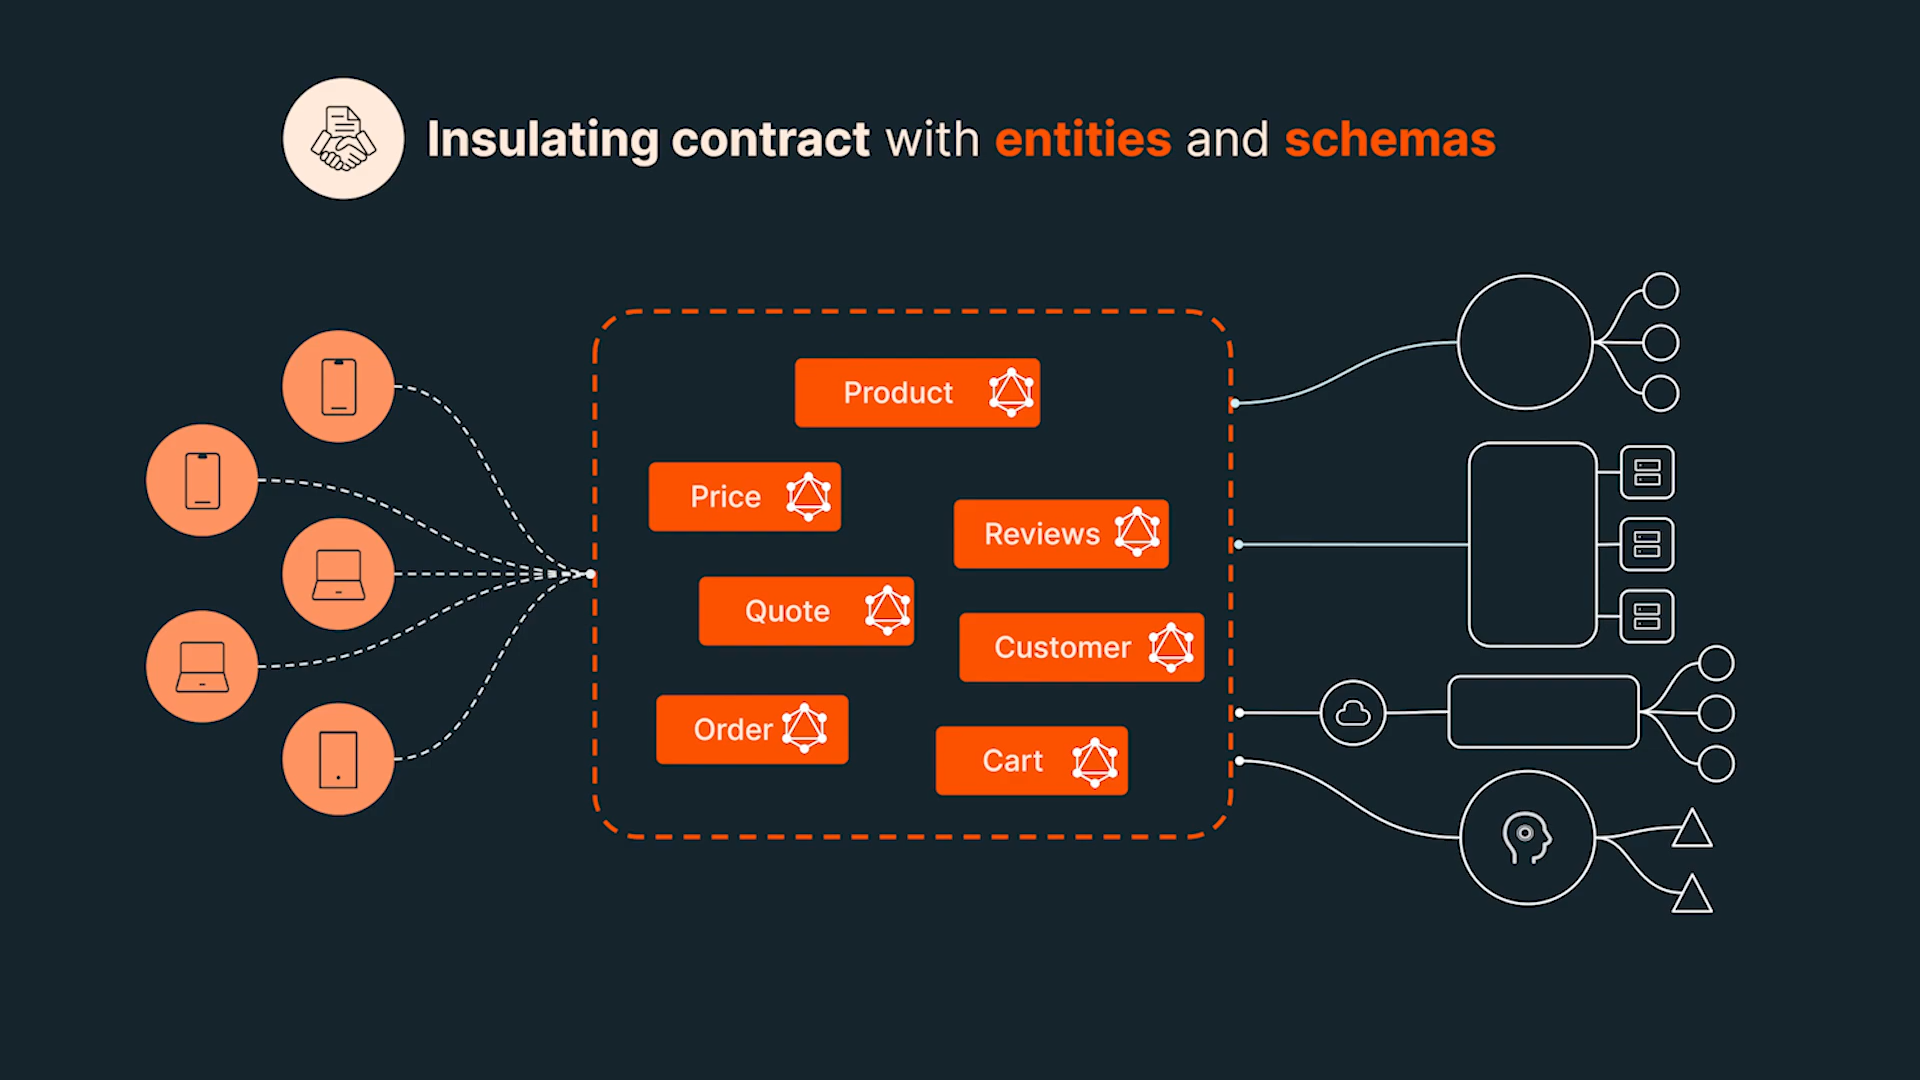 Insulating contract with entities and schemas
Product
Price
Reviews
Quote
Customer
Order
Cart